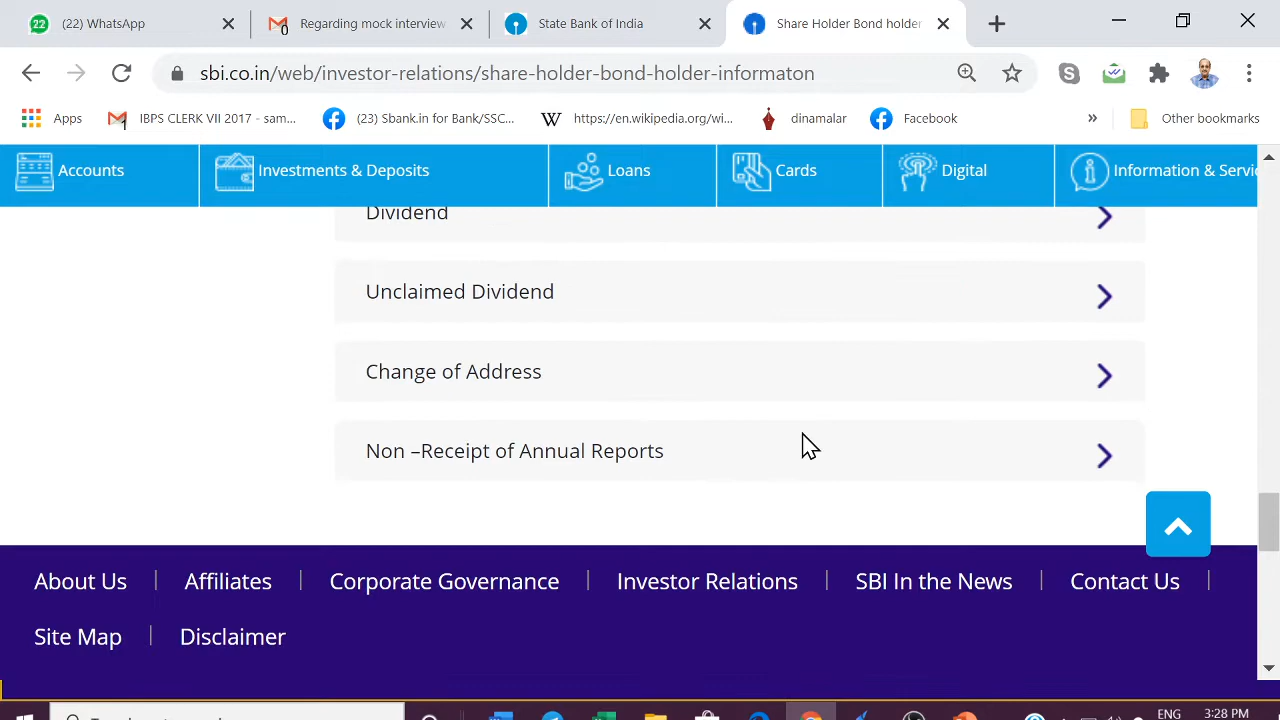 22
(22) WhatsApp
0
Regarding mock interview
State Bank of India
Share Holder Bond holder
sbi.co.in/web/investor-relations/share-holder-bond-holder-informaton
Apps
IBPS CLERK VII 2017 - sam...
(23) Sbank.in To Bank/SSC...
W
https://en.wikipedia.org/wi...
dinamalar
Facebook
»
Other bookmarks
Accounts
Investments & Deposits
Loans
Cards
Digital
Information & Servi
Dividend
Unclaimed Dividend
Change of Address
Non –Receipt of Annual Reports
About Us
Affiliates
Corporate Governance
Investor Relations
SBI In the News
Contact Us
Site Map
Disclaimer
ENG
3:28 PM